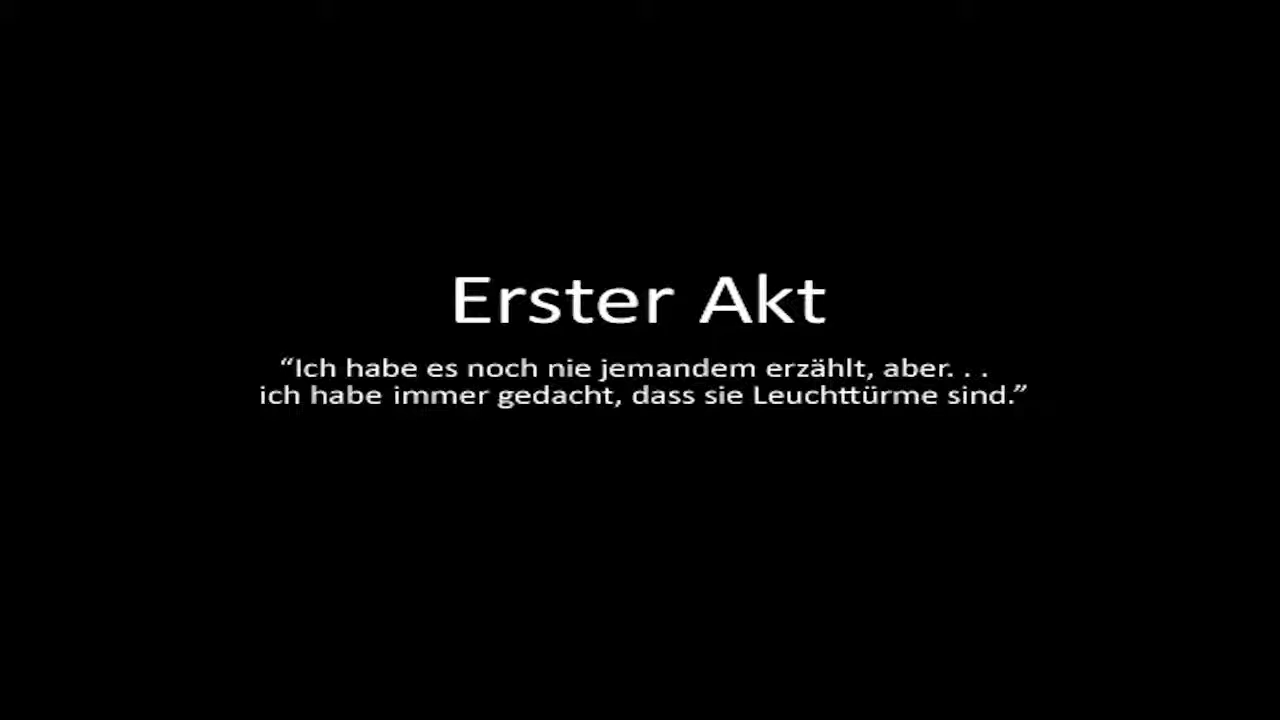 Erster Akt
“Ich habe es noch nie jemandem erzählt, aber. . .
ich habe immer gedacht, dass sie Leuchttürme sind.”